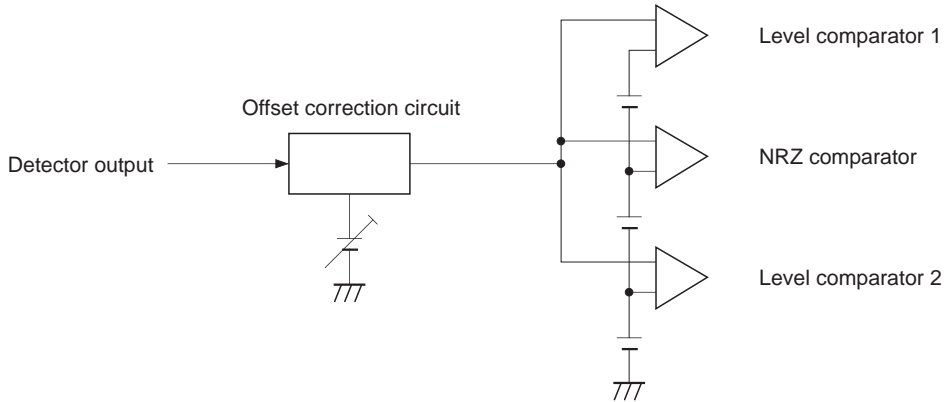 Level comparator 1
Offset correction circuit
Detector output
NRZ comparator
Level comparator 2